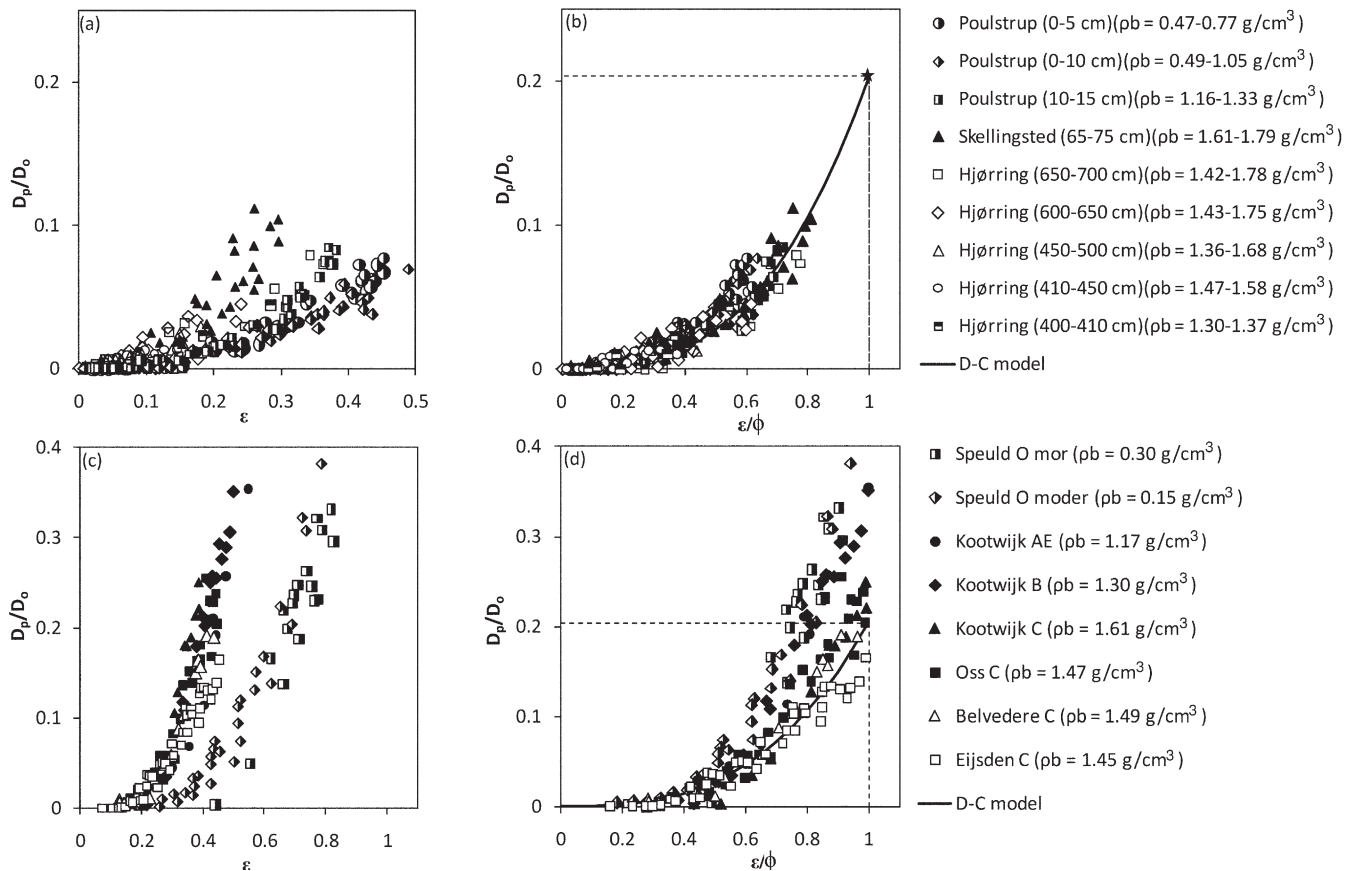 (a)
0.2
0.1
0
Dp/Do
0 0.1 0.2 0.3 0.4 0.5
ε
(b)
0.2
0.1
0
Dp/Do
0 0.2 0.4 0.6 0.8 1
ε/ϕ
Poulstrup (0-5 cm)(ρb = 0.47-0.77 g/cm³)
Poulstrup (0-10 cm)(ρb = 0.49-1.05 g/cm³)
Poulstrup (10-15 cm)(ρb = 1.16-1.33 g/cm³)
Skellingsted (65-75 cm)(ρb = 1.61-1.79 g/cm³)
Hjørring (650-700 cm)(ρb = 1.42-1.78 g/cm³)
Hjørring (600-650 cm)(ρb = 1.43-1.75 g/cm³)
Hjørring (450-500 cm)(ρb = 1.36-1.68 g/cm³)
Hjørring (410-450 cm)(ρb = 1.47-1.58 g/cm³)
Hjørring (400-410 cm)(ρb = 1.30-1.37 g/cm³)
D-C model
(c)
0.4
0.3
0.2
0.1
0
Dp/Do
0 0.2 0.4 0.6 0.8 1
ε
(d)
0.4
0.3
0.2
0.1
0
Dp/Do
0 0.2 0.4 0.6 0.8 1
ε/ϕ
Speuld O mor (ρb = 0.30 g/cm³)
Speuld O moder (ρb = 0.15 g/cm³)
Kootwijk AE (ρb = 1.17 g/cm³)
Kootwijk B (ρb = 1.30 g/cm³)
Kootwijk C (ρb = 1.61 g/cm³)
Oss C (ρb = 1.47 g/cm³)
Belvedere C (ρb = 1.49 g/cm³)
Eijsden C (ρb = 1.45 g/cm³)
D-C model